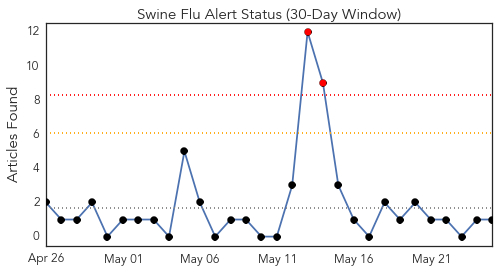 Swine Flu Alert Status (30-Day Window)
Articles Found
12
10
8
6
4
2
0
Apr 26
May 01
May 06
May 11
May 16
May 21